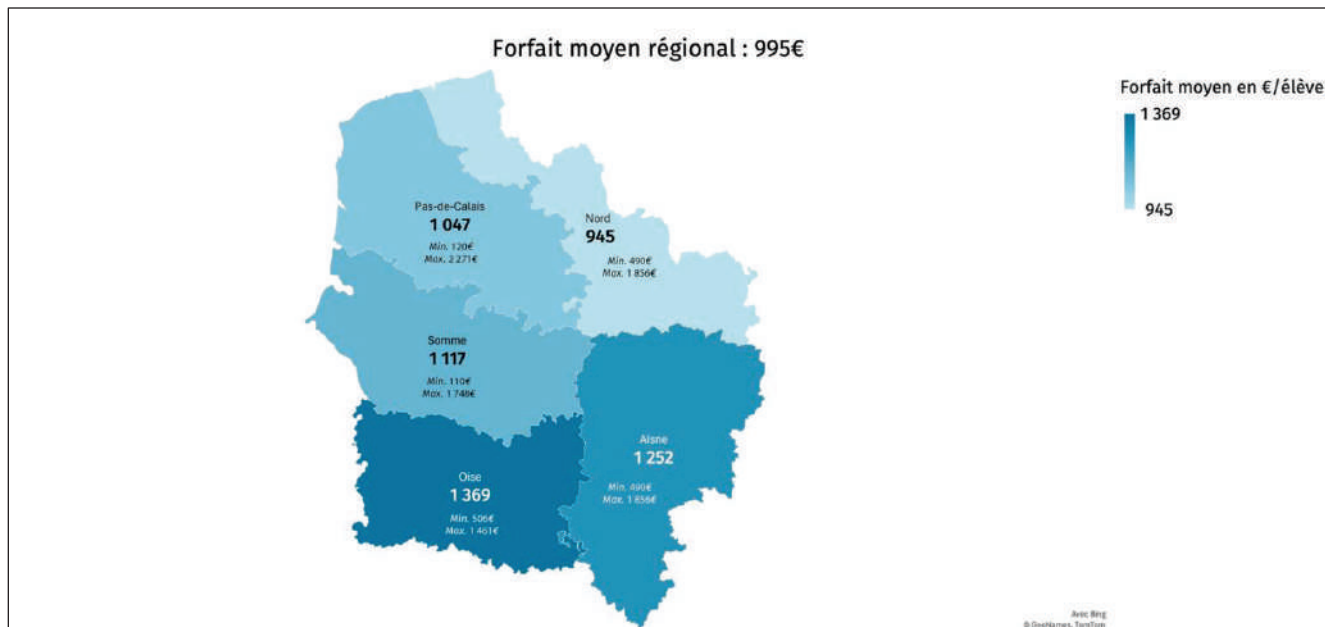 Forfait moyen régional : 995€
Forfait moyen en €/élève
1 369
945
Pas-de-Calais
1 047
Min. 120€
Max. 2 271€
Nord
945
Min. 490€
Max. 1 856€
Somme
1 117
Min. 110€
Max. 1 748€
Aisne
1 252
Min. 490€
Max. 1 856€
Oise
1 369
Min. 506€
Max. 1 461€
Avec Bing
© GeoNames, TomTom